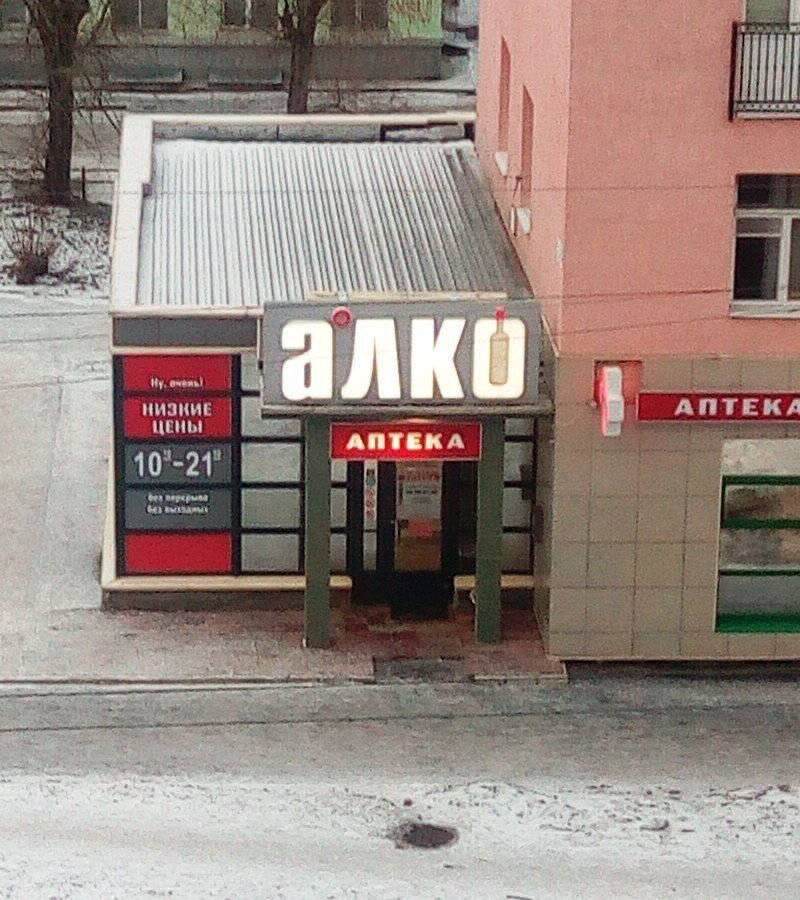 алко
АПТЕКА
АПТЕКА
Ну, очень!
НИЗКИЕ
ЦЕНЫ
10-21
без перерыва
без выходных